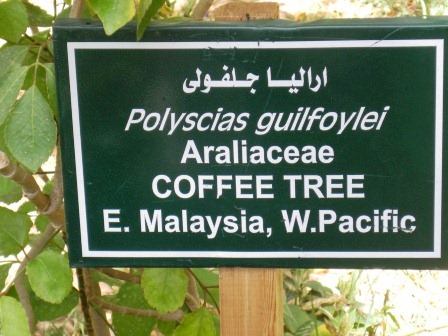 اراليا جلفولى
Polyscias guilfoylei
Araliaceae
COFFEE TREE
E. Malaysia, W.Pacific